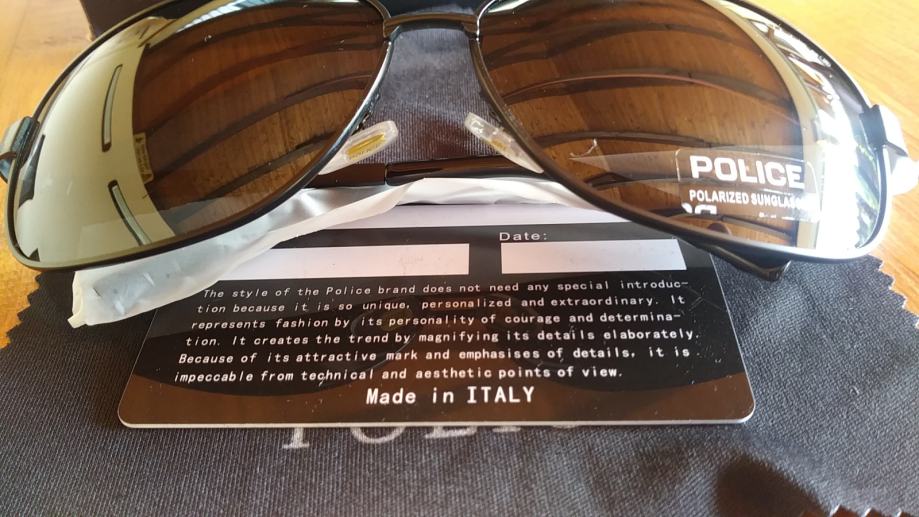 POLICE
POLARIZED SUNGLASS
Date:
The style of the Police brand does not need any special introduc-
tion because it is so unique, personalized and extraordinary. It
represents fashion by its personality of courage and determina-
tion. It creates the trend by magnifying its details elaborately.
Because of its attractive mark and emphasises of details, it is
impeccable from technical and aesthetic points of view.
Made in ITALY